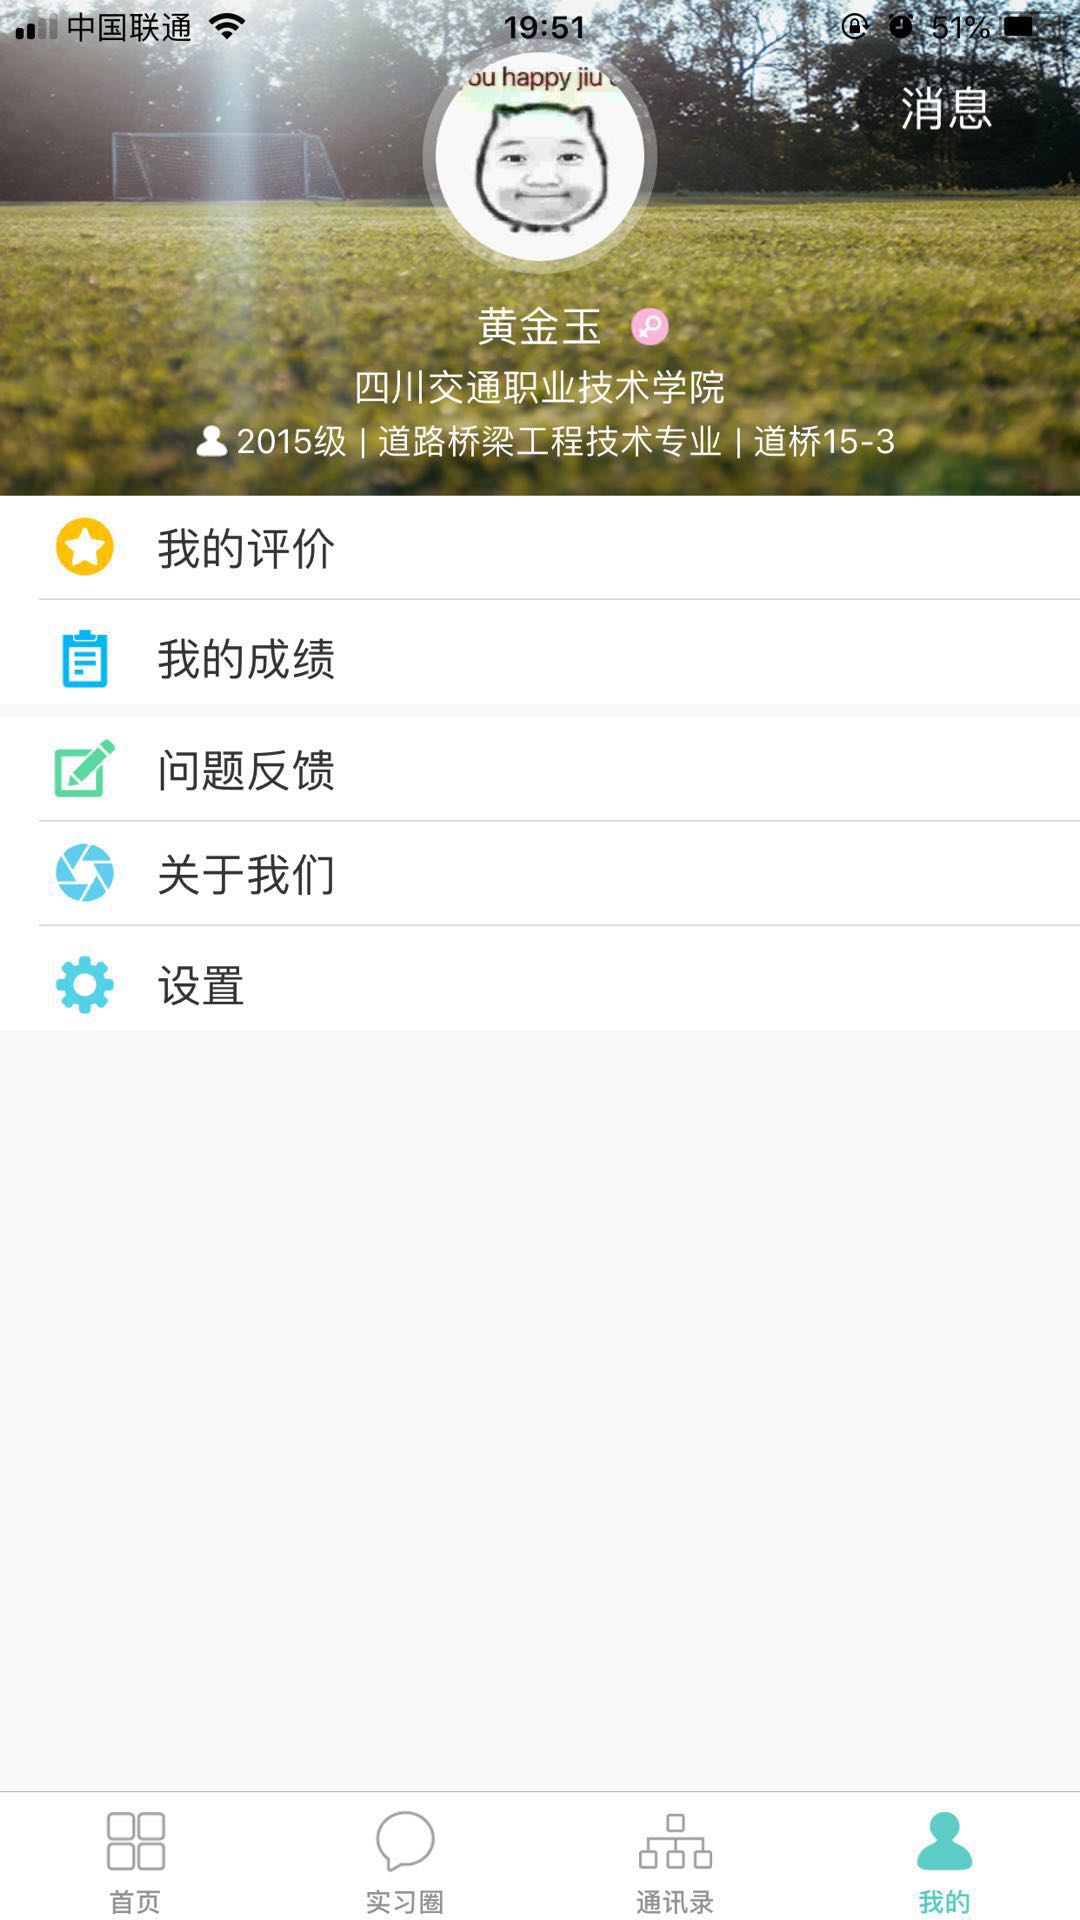 中国联通 19:51 51%
ou happy jiu
消息
黄金玉
四川交通职业技术学院
2015级 | 道路桥梁工程技术专业 | 道桥15-3
我的评价
我的成绩
问题反馈
关于我们
设置
首页 实习圈 通讯录 我的